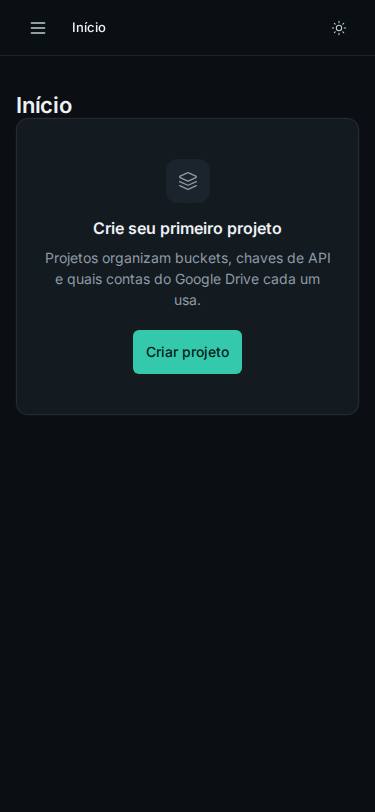 Início
Início
Crie seu primeiro projeto
Projetos organizam buckets, chaves de API
e quais contas do Google Drive cada um
usa.
Criar projeto